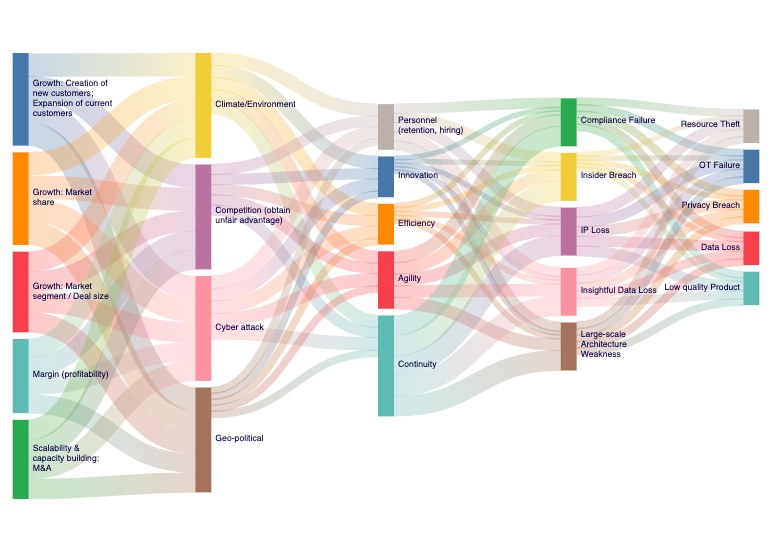 Growth: Creation of
new customers;
Expansion of current
customers
Growth: Market
share
Growth: Market
segment / Deal size
Margin (profitability)
Scalability &
capacity building:
M&A
Climate/Environment
Competition (obtain
unfair advantage)
Cyber attack
Geo-political
Personnel
(retention, hiring)
Innovation
Efficiency
Agility
Continuity
Compliance Failure
Insider Breach
IP Loss
Insightful Data Loss
Large-scale
Architecture
Weakness
Resource Theft
OT Failure
Privacy Breach
Data Loss
Low quality Product